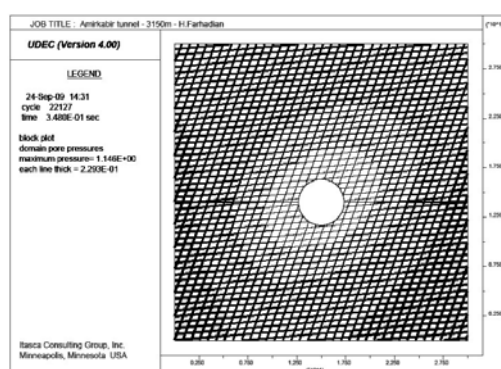 JOB TITLE : Amirkabir tunnel - 3150m - H.Farhadian
UDEC (Version 4.00)
LEGEND
24-Sep-09 14:31
cycle 22127
time 3.480E-01 sec
block plot
domain pore pressures
maximum pressure= 1.146E+00
each line thick = 2.293E-01
Itasca Consulting Group, Inc.
Minneapolis, Minnesota USA
2.750
2.250
1.750
1.250
0.750
0.250
0.250 0.750 1.250 1.750 2.250 2.750